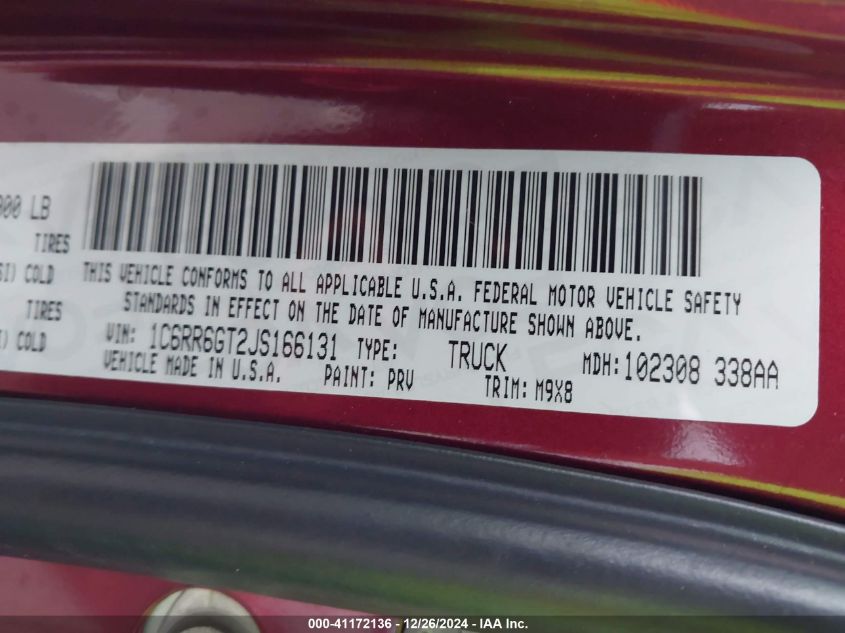 000 LB
TIRES
SI) COLD
TIRES
I) COLD
THIS VEHICLE CONFORMS TO ALL APPLICABLE U.S.A. FEDERAL MOTOR VEHICLE SAFETY
STANDARDS IN EFFECT ON THE DATE OF MANUFACTURE SHOWN ABOVE.
VIN: 1C6RR6GT2JS166131 TYPE: TRUCK MDH:102308 338AA
VEHICLE MADE IN U.S.A. PAINT: PRV TRIM: M9X8
000-41172136 - 12/26/2024 - IAA Inc.